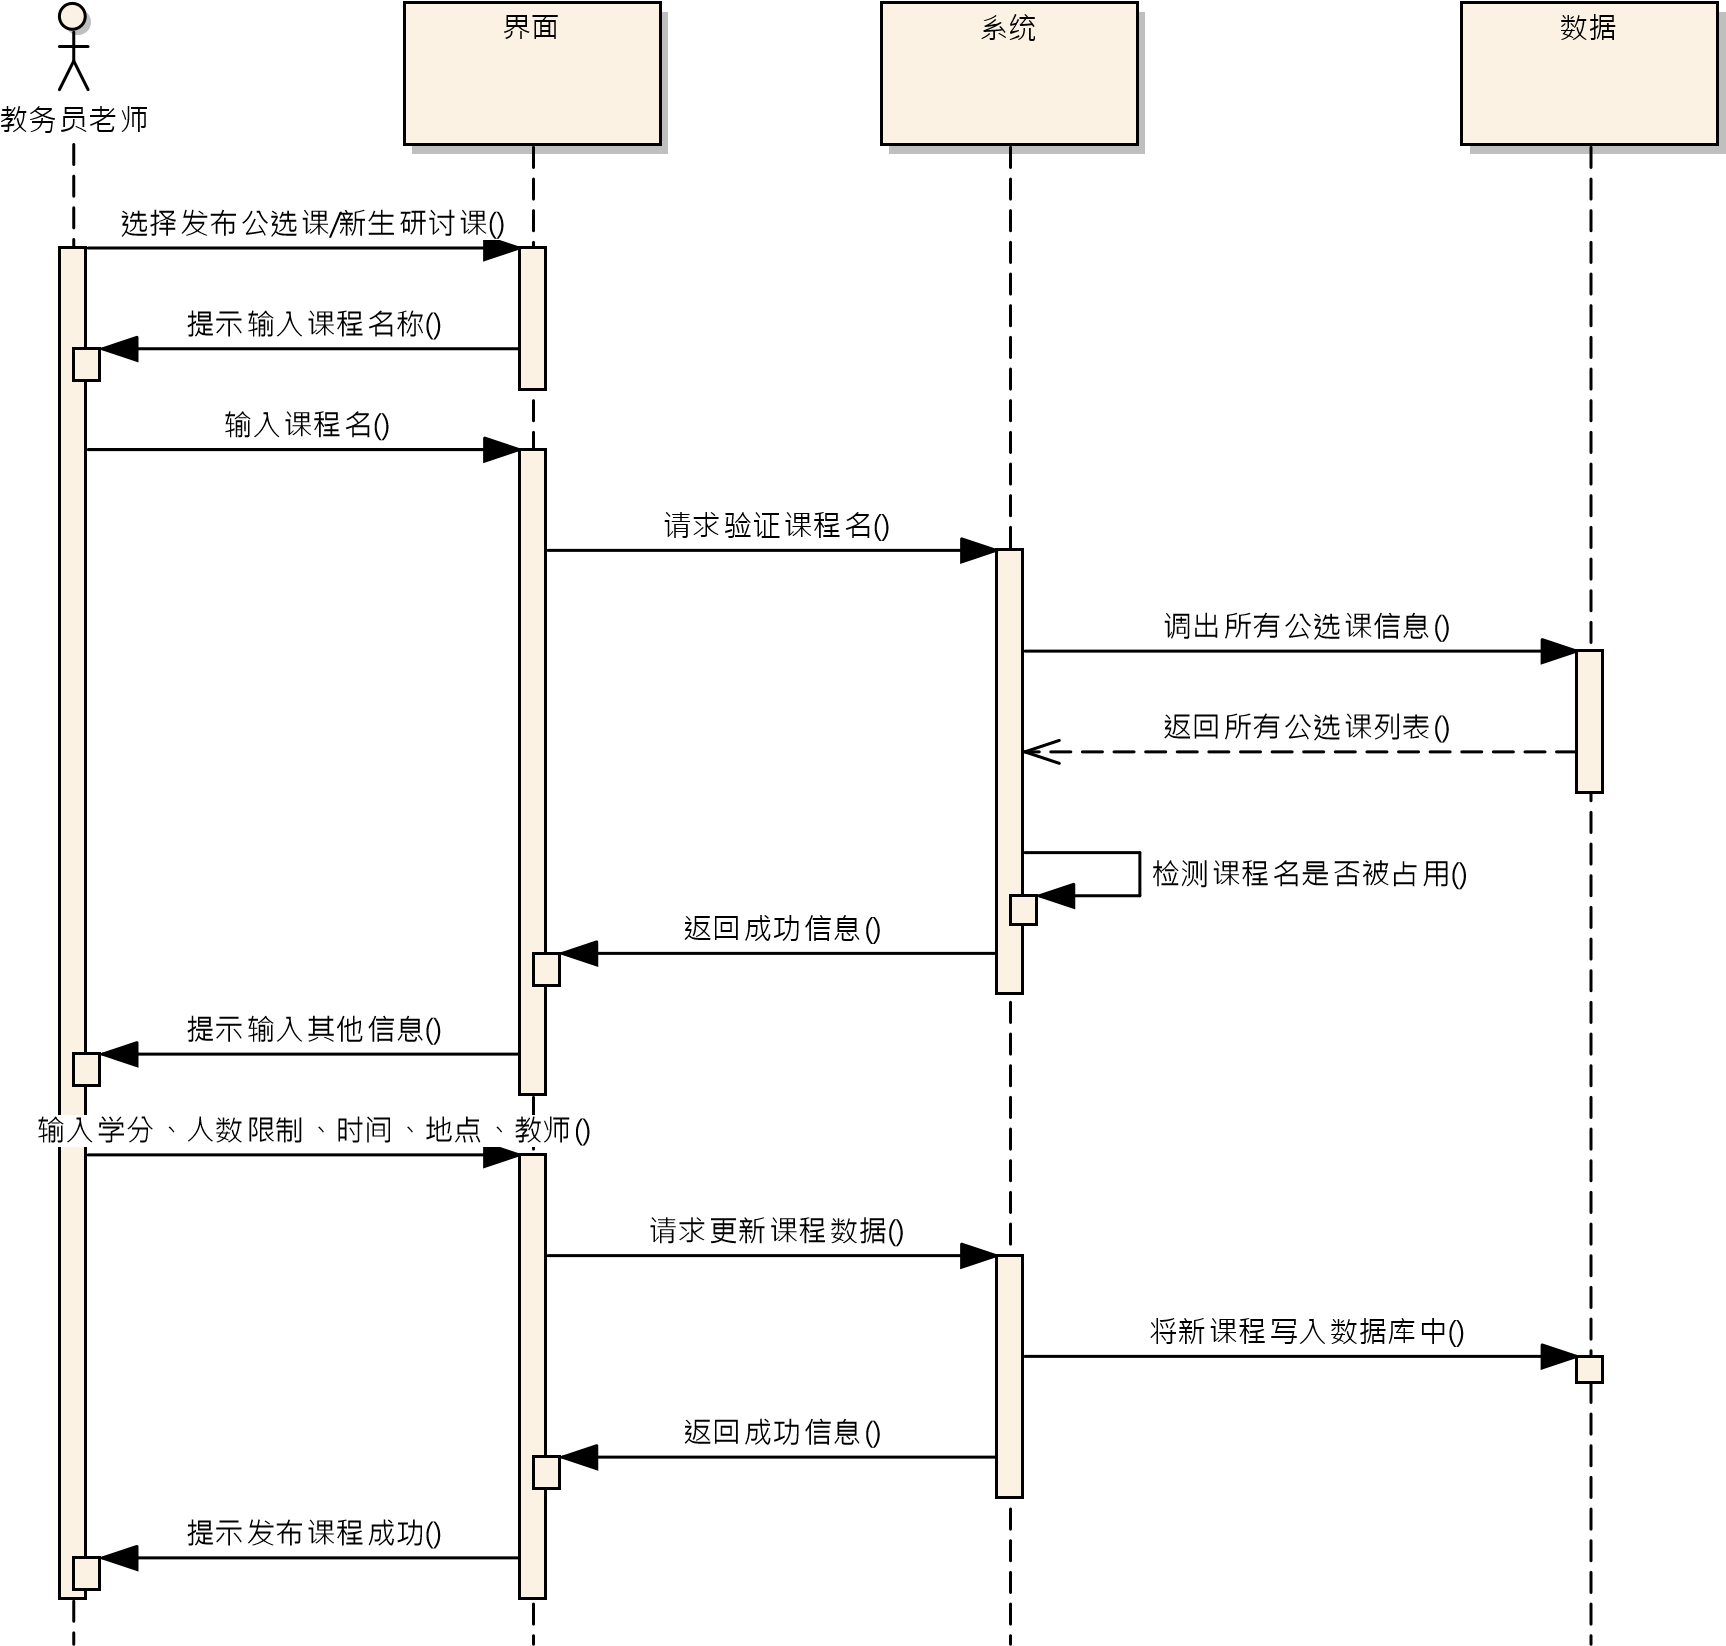 教务员老师
界面
系统
数据
选择发布公选课/新生研讨课()
提示输入课程名称()
输入课程名()
请求验证课程名()
调出所有公选课信息()
返回所有公选课列表()
检测课程名是否被占用()
返回成功信息()
提示输入其他信息()
输入学分、人数限制、时间、地点、教师()
请求更新课程数据()
将新课程写入数据库中()
返回成功信息()
提示发布课程成功()